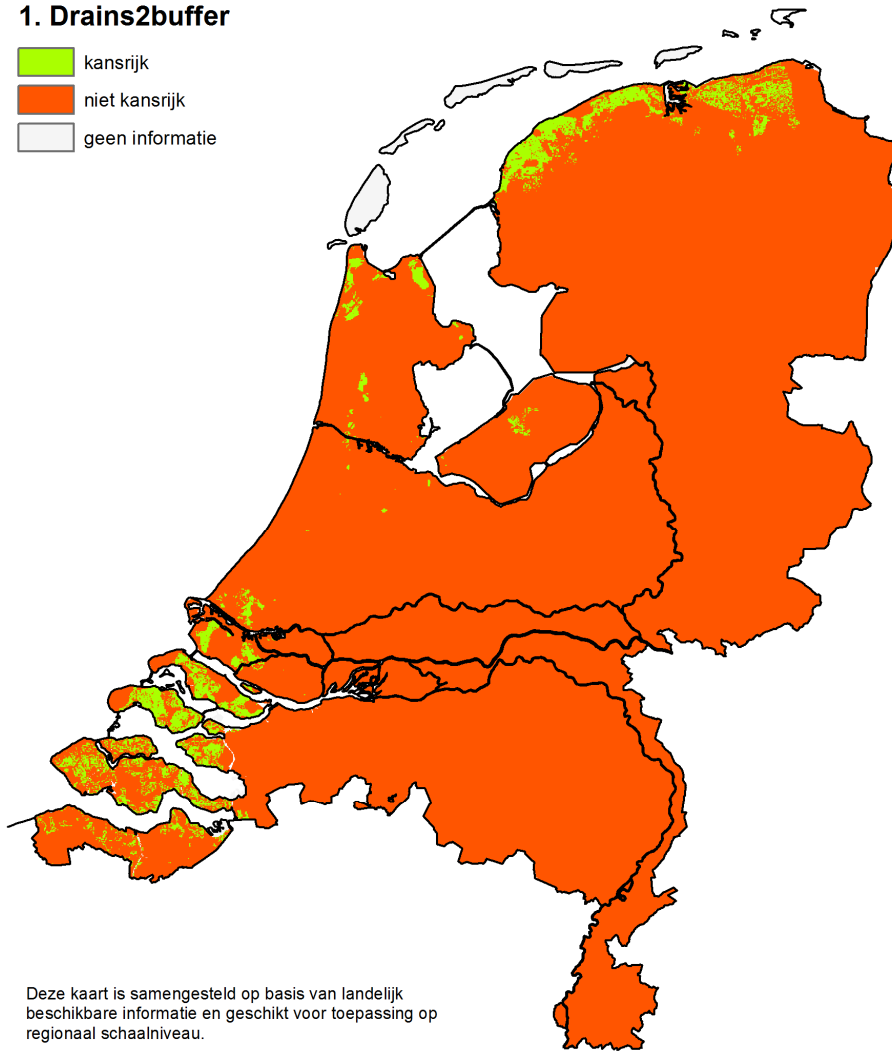 1. Drains2buffer
kansrijk
niet kansrijk
geen informatie
Deze kaart is samengesteld op basis van landelijk
beschikbare informatie en geschikt voor toepassing op
regionaal schaalniveau.